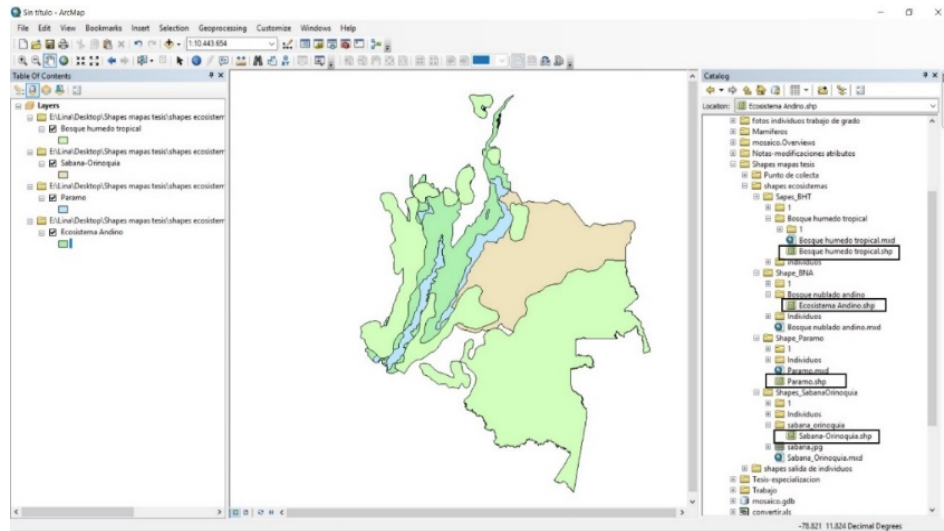 Sin título - ArcMap
File Edit View Bookmarks Insert Selection Geoprocessing Customize Windows Help
1:10.443.654
Table Of Contents
Layers
E:\Lina\Desktop\Shapes mapas tesis\shapes ecosistem
Bosque humedo tropical
E:\Lina\Desktop\Shapes mapas tesis\shapes ecosistem
Sabana-Orinoquia
E:\Lina\Desktop\Shapes mapas tesis\shapes ecosistem
Paramo
E:\Lina\Desktop\Shapes mapas tesis\shapes ecosistem
Ecosistema Andino
Catalog
Location: Ecosistema Andino.shp
fotos individuos trabajo de grado
Mamiferos
mosaico.Overviews
Notas-modificaciones atributos
Shapes mapas tesis
Punto de colecta
shapes ecosistemas
Sapes_BHT
1
Bosque humedo tropical
1
Bosque humedo tropical.mxd
Bosque humedo tropical.shp
Individuos
Shape_BNA
1
Bosque nublado andino
Ecosistema Andino.shp
Individuos
Bosque nublado andino.mxd
Shape_Paramo
1
Individuos
Paramo.mxd
Paramo.shp
Shapes_SabanaOrinoquia
1
Individuos
sabana_orinoquia
Sabana-Orinoquia.shp
sabana.jpg
Sabana_Orinoquia.mxd
shapes salida de individuos
Tesis-especializacion
Trabajo
mosaico.gdb
convertir.xls
-78.821 11.824 Decimal Degrees